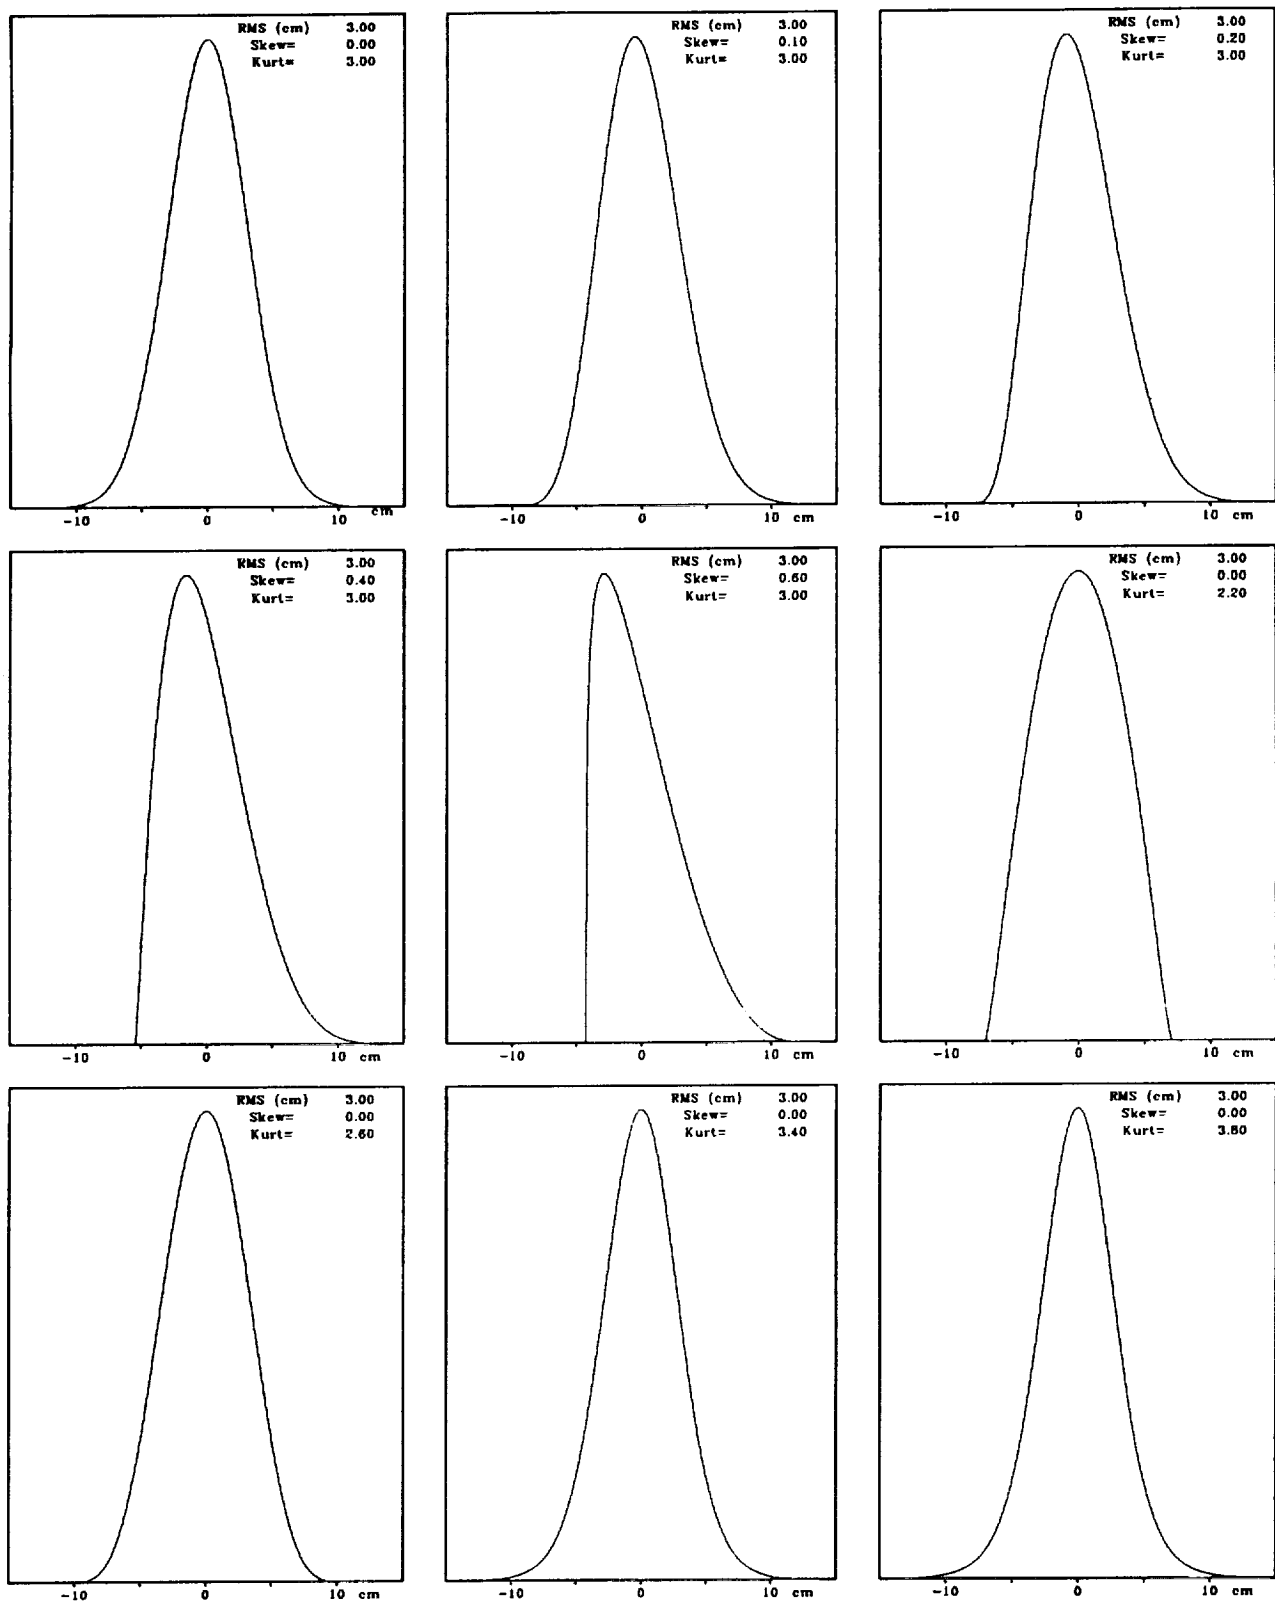 RMS (cm) 3.00
Skew= 0.00
Kurt= 3.00
-10 0 10 cm
RMS (cm) 3.00
Skew= 0.10
Kurt= 3.00
-10 0 10 cm
RMS (cm) 3.00
Skew= 0.20
Kurt= 3.00
-10 0 10 cm
RMS (cm) 3.00
Skew= 0.40
Kurt= 3.00
-10 0 10 cm
RMS (cm) 3.00
Skew= 0.60
Kurt= 3.00
-10 0 10 cm
RMS (cm) 3.00
Skew= 0.00
Kurt= 2.20
-10 0 10 cm
RMS (cm) 3.00
Skew= 0.00
Kurt= 2.60
-10 0 10 cm
RMS (cm) 3.00
Skew= 0.00
Kurt= 3.40
-10 0 10 cm
RMS (cm) 3.00
Skew= 0.00
Kurt=
-10 0 10 cm